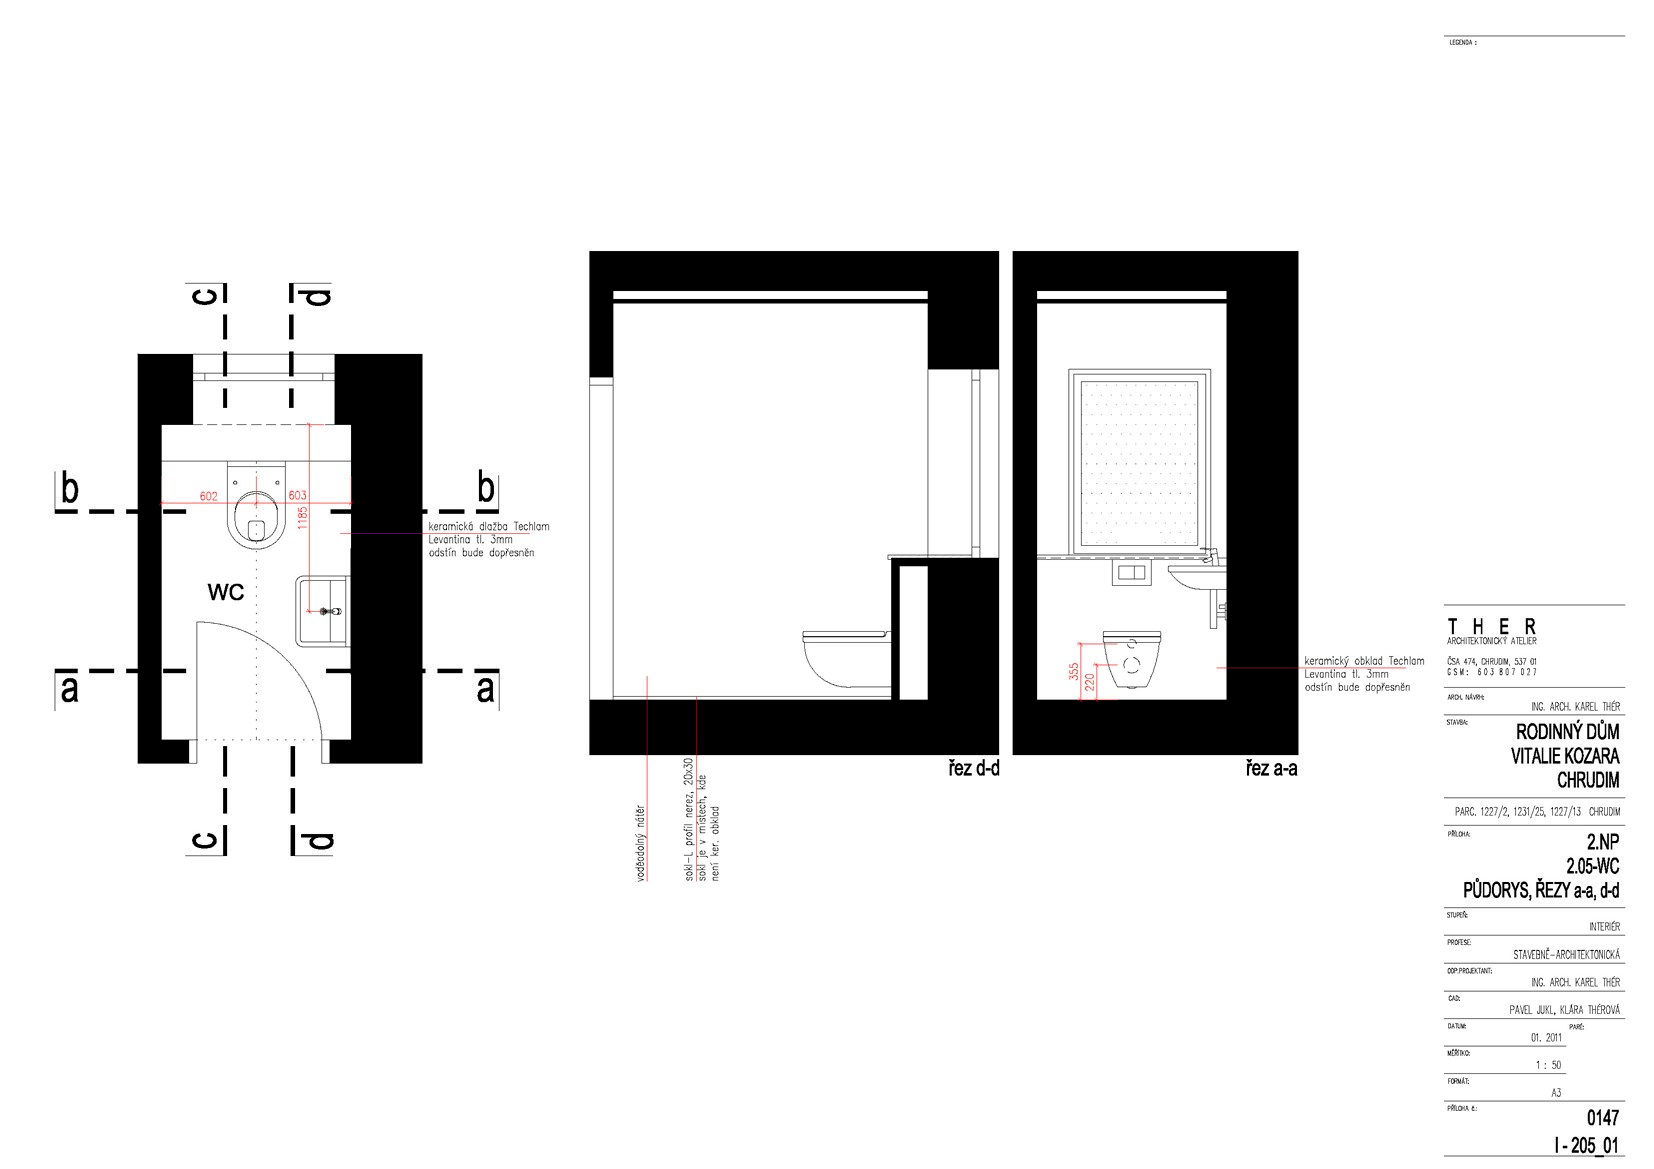 LEGENDA :
c
d
b
b
602
603
1185
keramická dlažba Techlam
Levantina tl. 3mm
odstín bude dopřesněn
WC
a
a
c
d
řez d-d
voděodolný nátěr
sokl-L profil nerez, 20x30
sokl je v místech, kde
není ker. obklad
355
220
keramický obklad Techlam
Levantina tl. 3mm
odstín bude dopřesněn
řez a-a
THER
ARCHITEKTONICKÝ ATELIER
ČSA 474, CHRUDIM, 537 01
GSM: 603 807 027
ARCH. NÁVRH:
ING. ARCH. KAREL THÉR
STAVBA:
RODINNÝ DŮM
VITALIE KOZARA
CHRUDIM
PARC. 1227/2, 1231/25, 1227/13 CHRUDIM
PŘÍLOHA:
2.NP
2.05-WC
PŮDORYS, ŘEZY a-a, d-d
STUPEŇ:
INTERIÉR
PROFESE:
STAVEBNĚ-ARCHITEKTONICKÁ
ODP.PROJEKTANT:
ING. ARCH. KAREL THÉR
CAD:
PAVEL JUKL, KLÁRA THÉROVÁ
DATUM:
PARÉ:
01. 2011
MĚŘÍTKO:
1 : 50
FORMÁT:
A3
PŘÍLOHA č.:
0147
I - 205_01